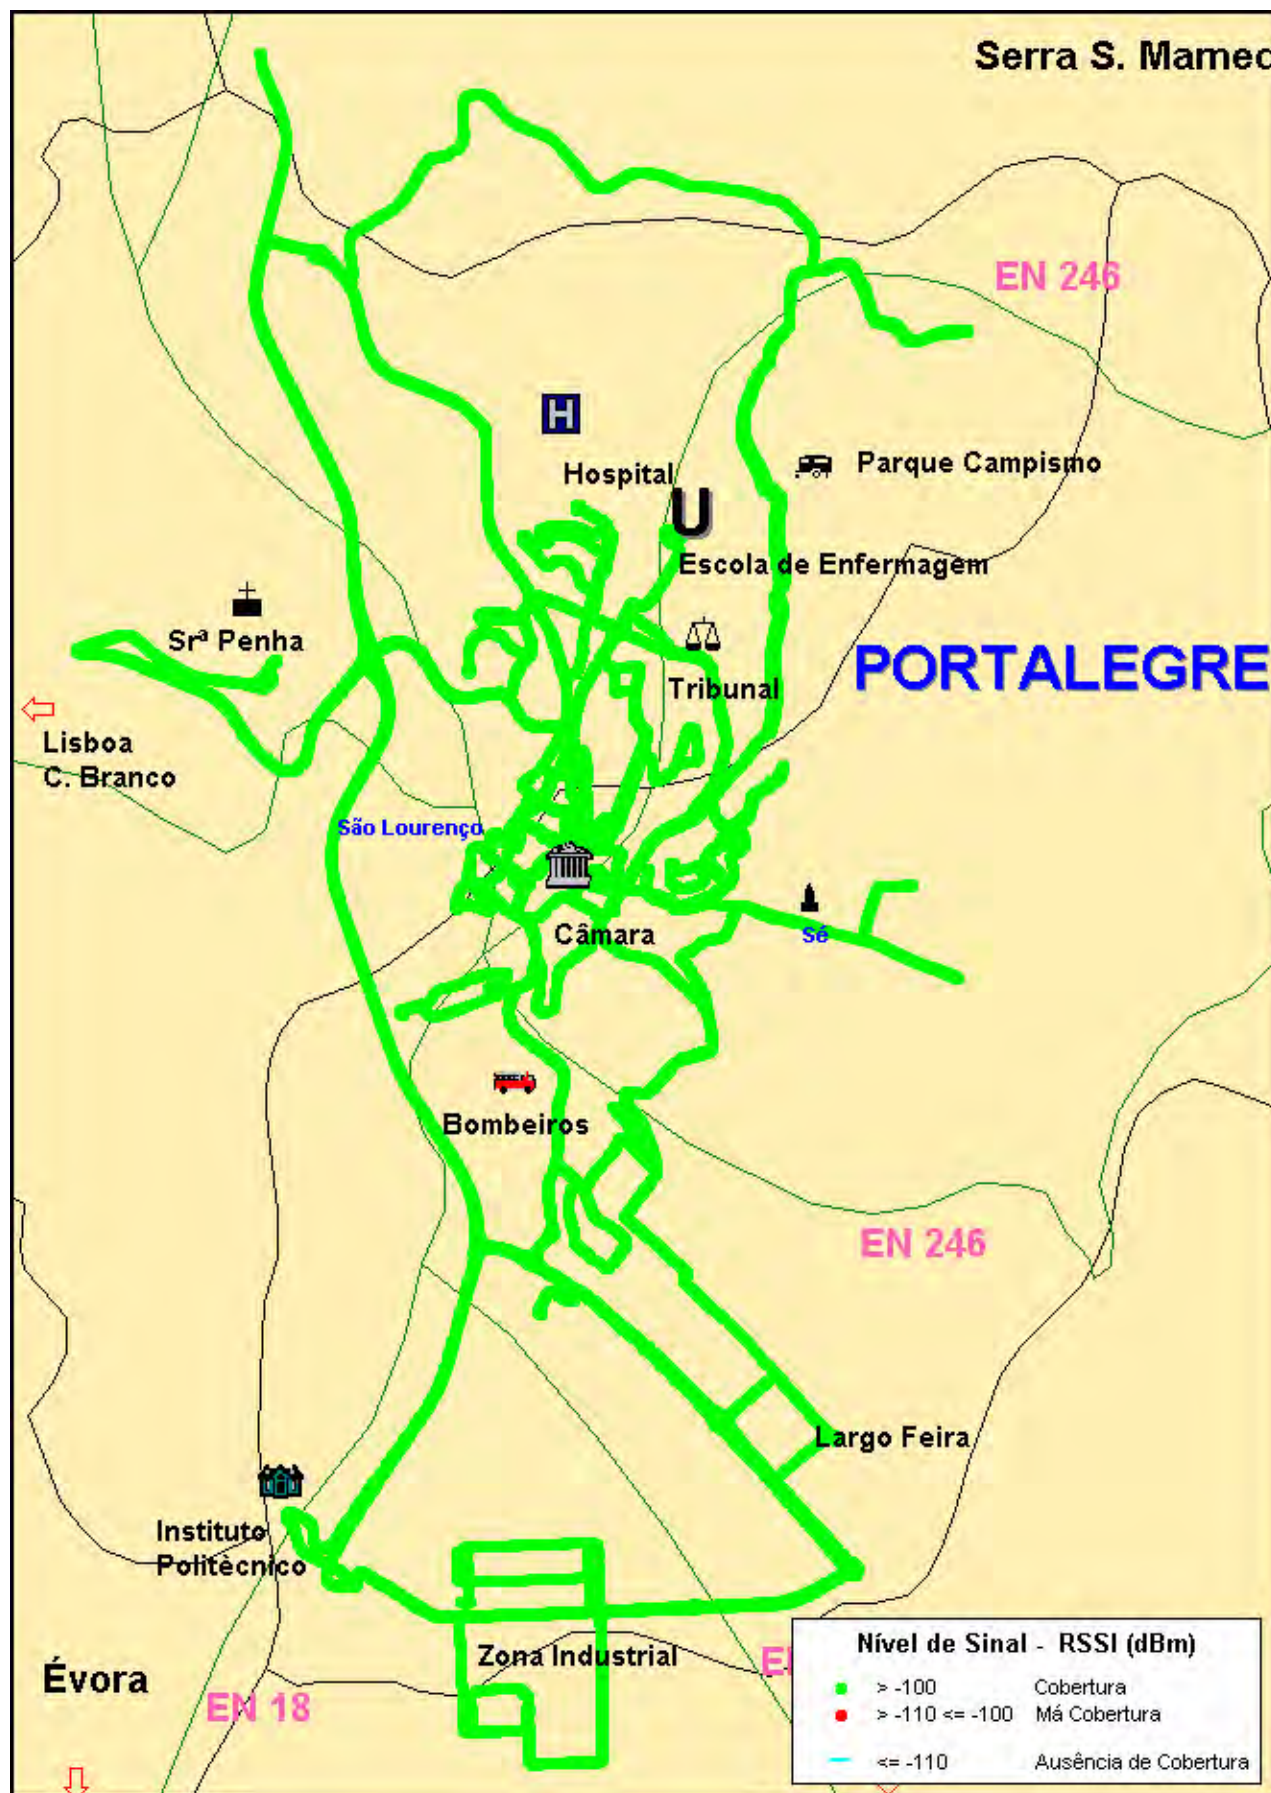 Serra S. Mamed
EN 246
H
Hospital
Parque Campismo
U
Escola de Enfermagem
Srª Penha
Tribunal
PORTALEGRE
Lisboa
C. Branco
São Lourenço
Câmara
Sé
Bombeiros
EN 246
Largo Feira
Instituto
Politècnico
Zona Industrial
Évora
EN 18
Nível de Sinal - RSSI (dBm)
> -100 Cobertura
> -110 <= -100 Má Cobertura
<= -110 Ausência de Cobertura